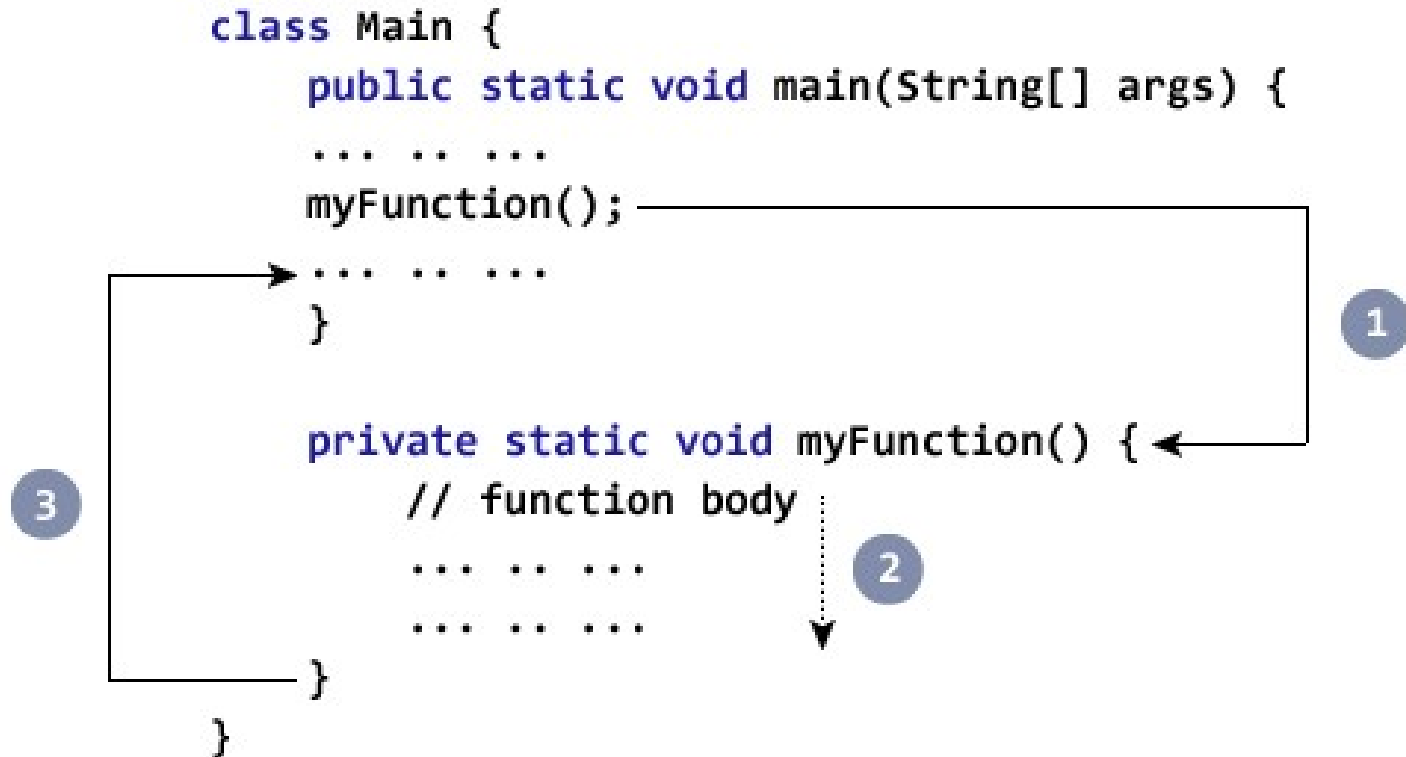 class Main {
public static void main(String[] args) {
... .. ...
myFunction();
... .. ...
}
1
private static void myFunction() {
3
// function body
... .. ...
2
... .. ...
}
}